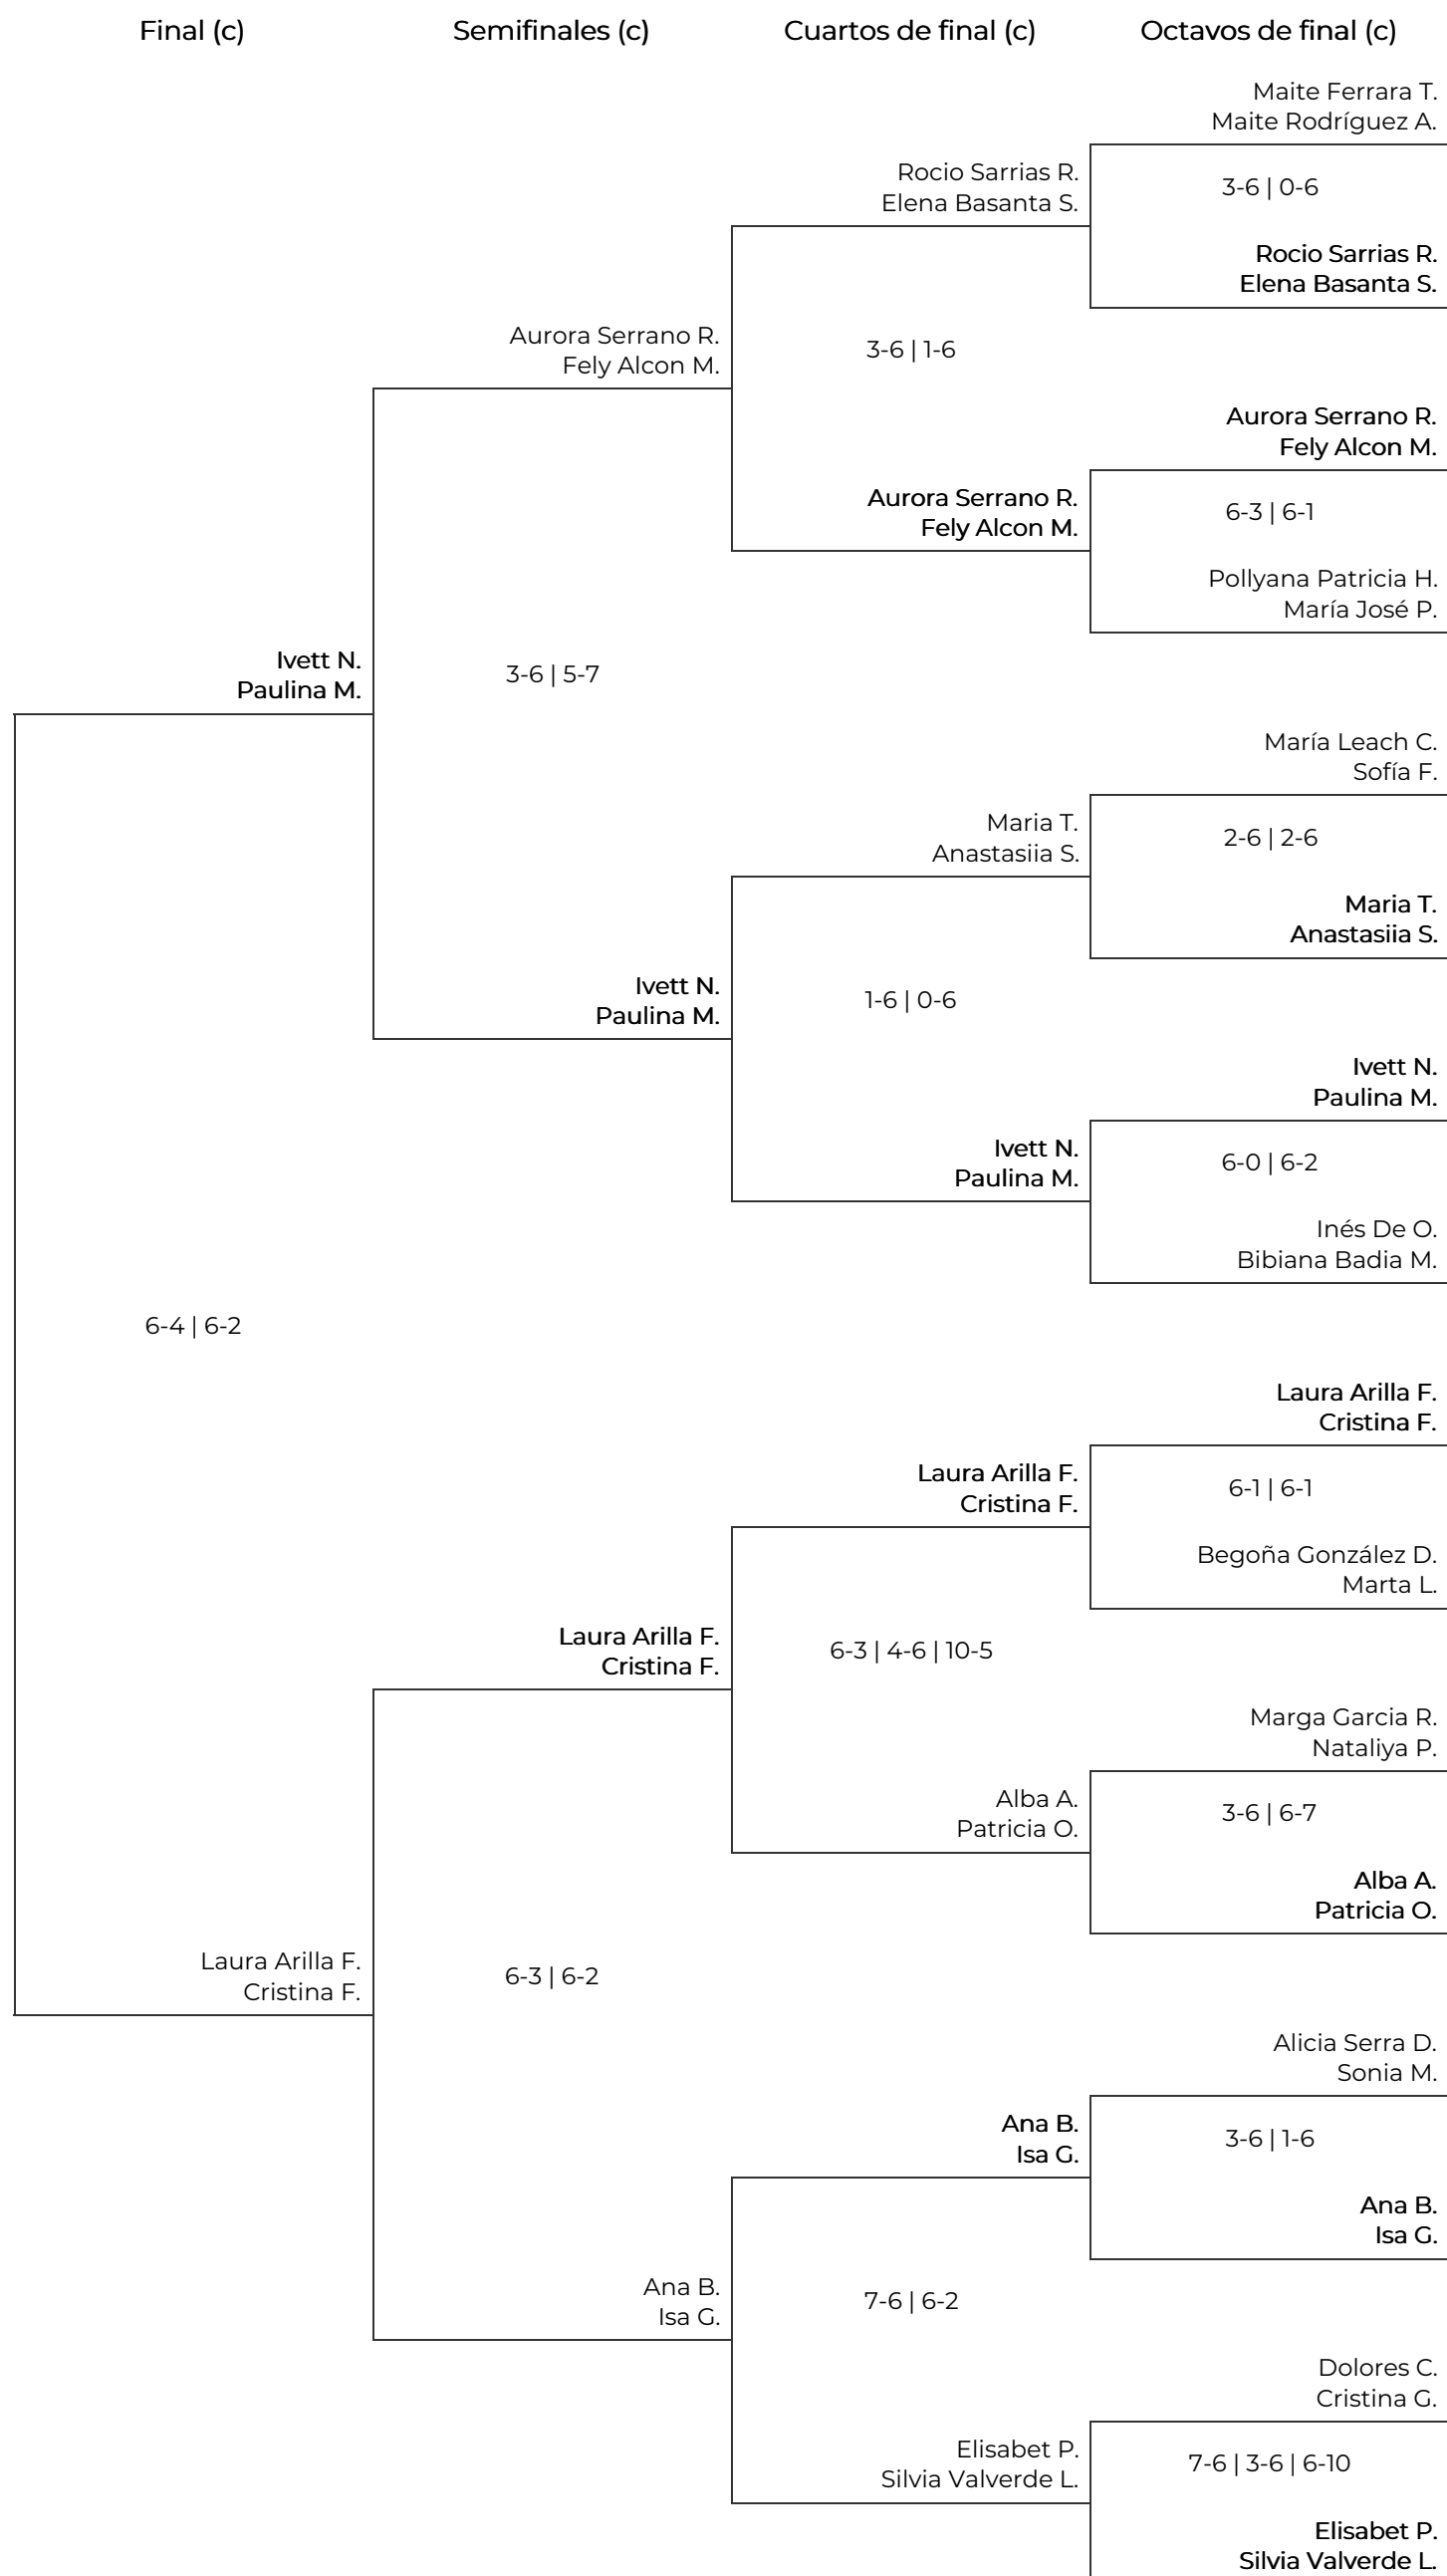 Final (c)
Semifinales (c)
Cuartos de final (c)
Octavos de final (c)
Maite Ferrara T.
Maite Rodríguez A.
Rocio Sarrias R.
Elena Basanta S.
3-6 | 0-6
Rocio Sarrias R.
Elena Basanta S.
Aurora Serrano R.
Fely Alcon M.
3-6 | 1-6
Aurora Serrano R.
Fely Alcon M.
Aurora Serrano R.
Fely Alcon M.
6-3 | 6-1
Pollyana Patricia H.
María José P.
Ivett N.
Paulina M.
3-6 | 5-7
María Leach C.
Sofía F.
Maria T.
Anastasiia S.
2-6 | 2-6
Maria T.
Anastasiia S.
Ivett N.
Paulina M.
1-6 | 0-6
Ivett N.
Paulina M.
Ivett N.
Paulina M.
6-0 | 6-2
Inés De O.
Bibiana Badia M.
6-4 | 6-2
Laura Arilla F.
Cristina F.
Laura Arilla F.
Cristina F.
6-1 | 6-1
Begoña González D.
Marta L.
Laura Arilla F.
Cristina F.
6-3 | 4-6 | 10-5
Marga Garcia R.
Nataliya P.
Alba A.
Patricia O.
3-6 | 6-7
Alba A.
Patricia O.
Laura Arilla F.
Cristina F.
6-3 | 6-2
Alicia Serra D.
Sonia M.
Ana B.
Isa G.
3-6 | 1-6
Ana B.
Isa G.
Ana B.
Isa G.
7-6 | 6-2
Dolores C.
Cristina G.
Elisabet P.
Silvia Valverde L.
7-6 | 3-6 | 6-10
Elisabet P.
Silvia Valverde L.